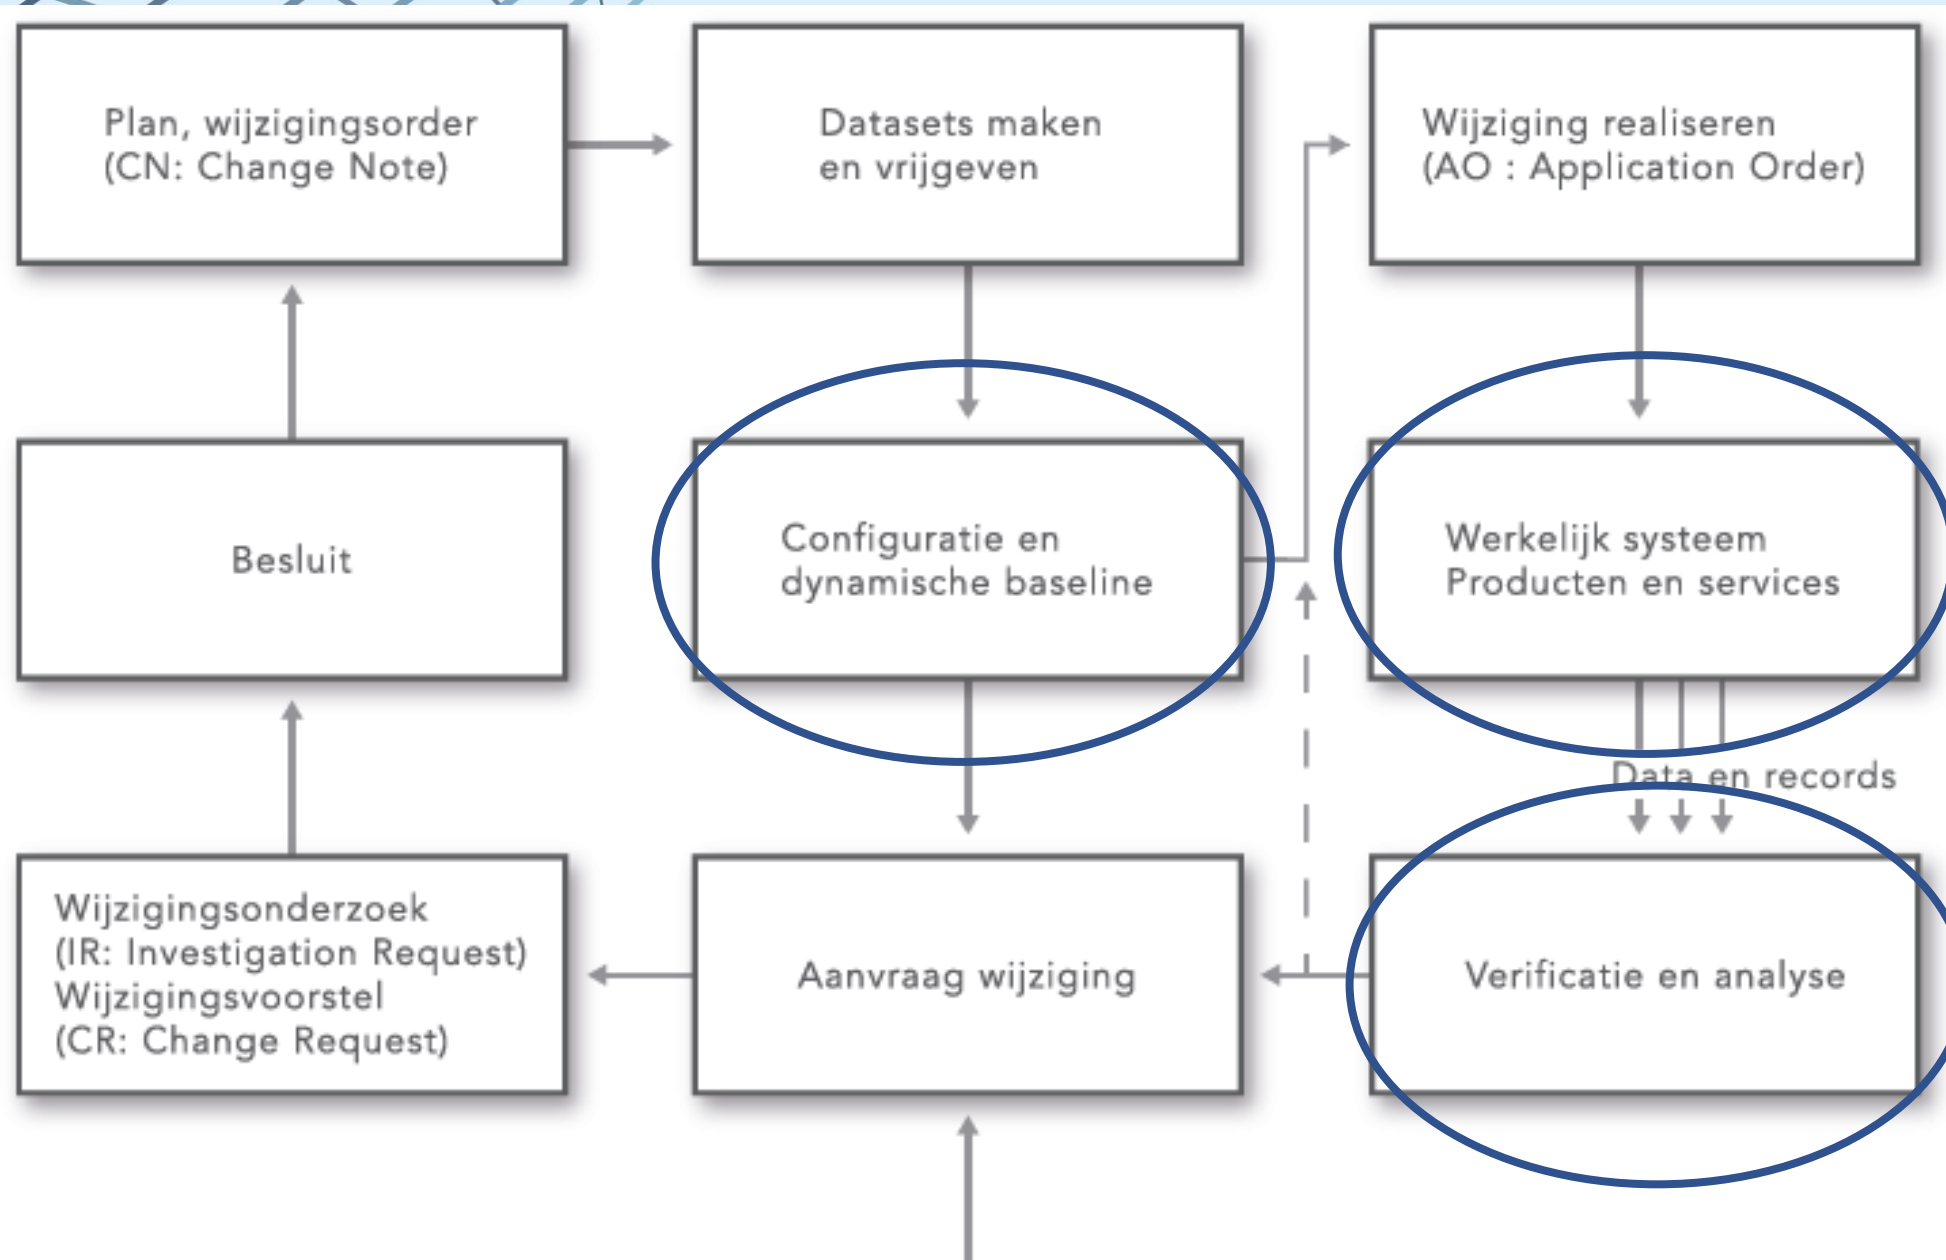 Plan, wijzigingsorder
(CN: Change Note)
Datasets maken
en vrijgeven
Wijziging realiseren
(AO : Application Order)
Besluit
Configuratie en
dynamische baseline
Werkelijk systeem
Producten en services
Data en records
Wijzigingsonderzoek
(IR: Investigation Request)
Wijzigingsvoorstel
(CR: Change Request)
Aanvraag wijziging
Verificatie en analyse